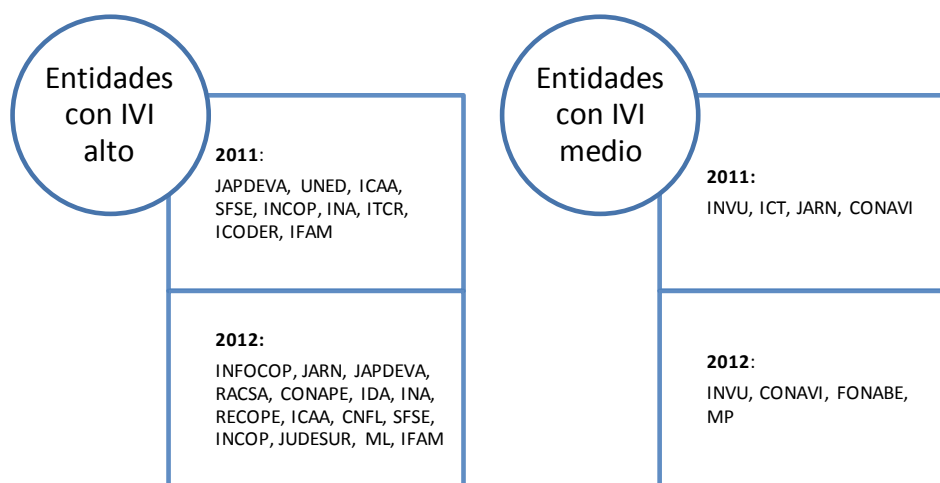 Entidades
con IVI
alto
2011:
JAPDEVA, UNED, ICAA,
SFSE, INCOP, INA, ITCR,
ICODER, IFAM
2012:
INFOCOP, JARN, JAPDEVA,
RACSA, CONAPE, IDA, INA,
RECOPE, ICAA, CNFL, SFSE,
INCOP, JUDESUR, ML, IFAM
Entidades
con IVI
medio
2011:
INVU, ICT, JARN, CONAVI
2012:
INVU, CONAVI, FONABE,
MP